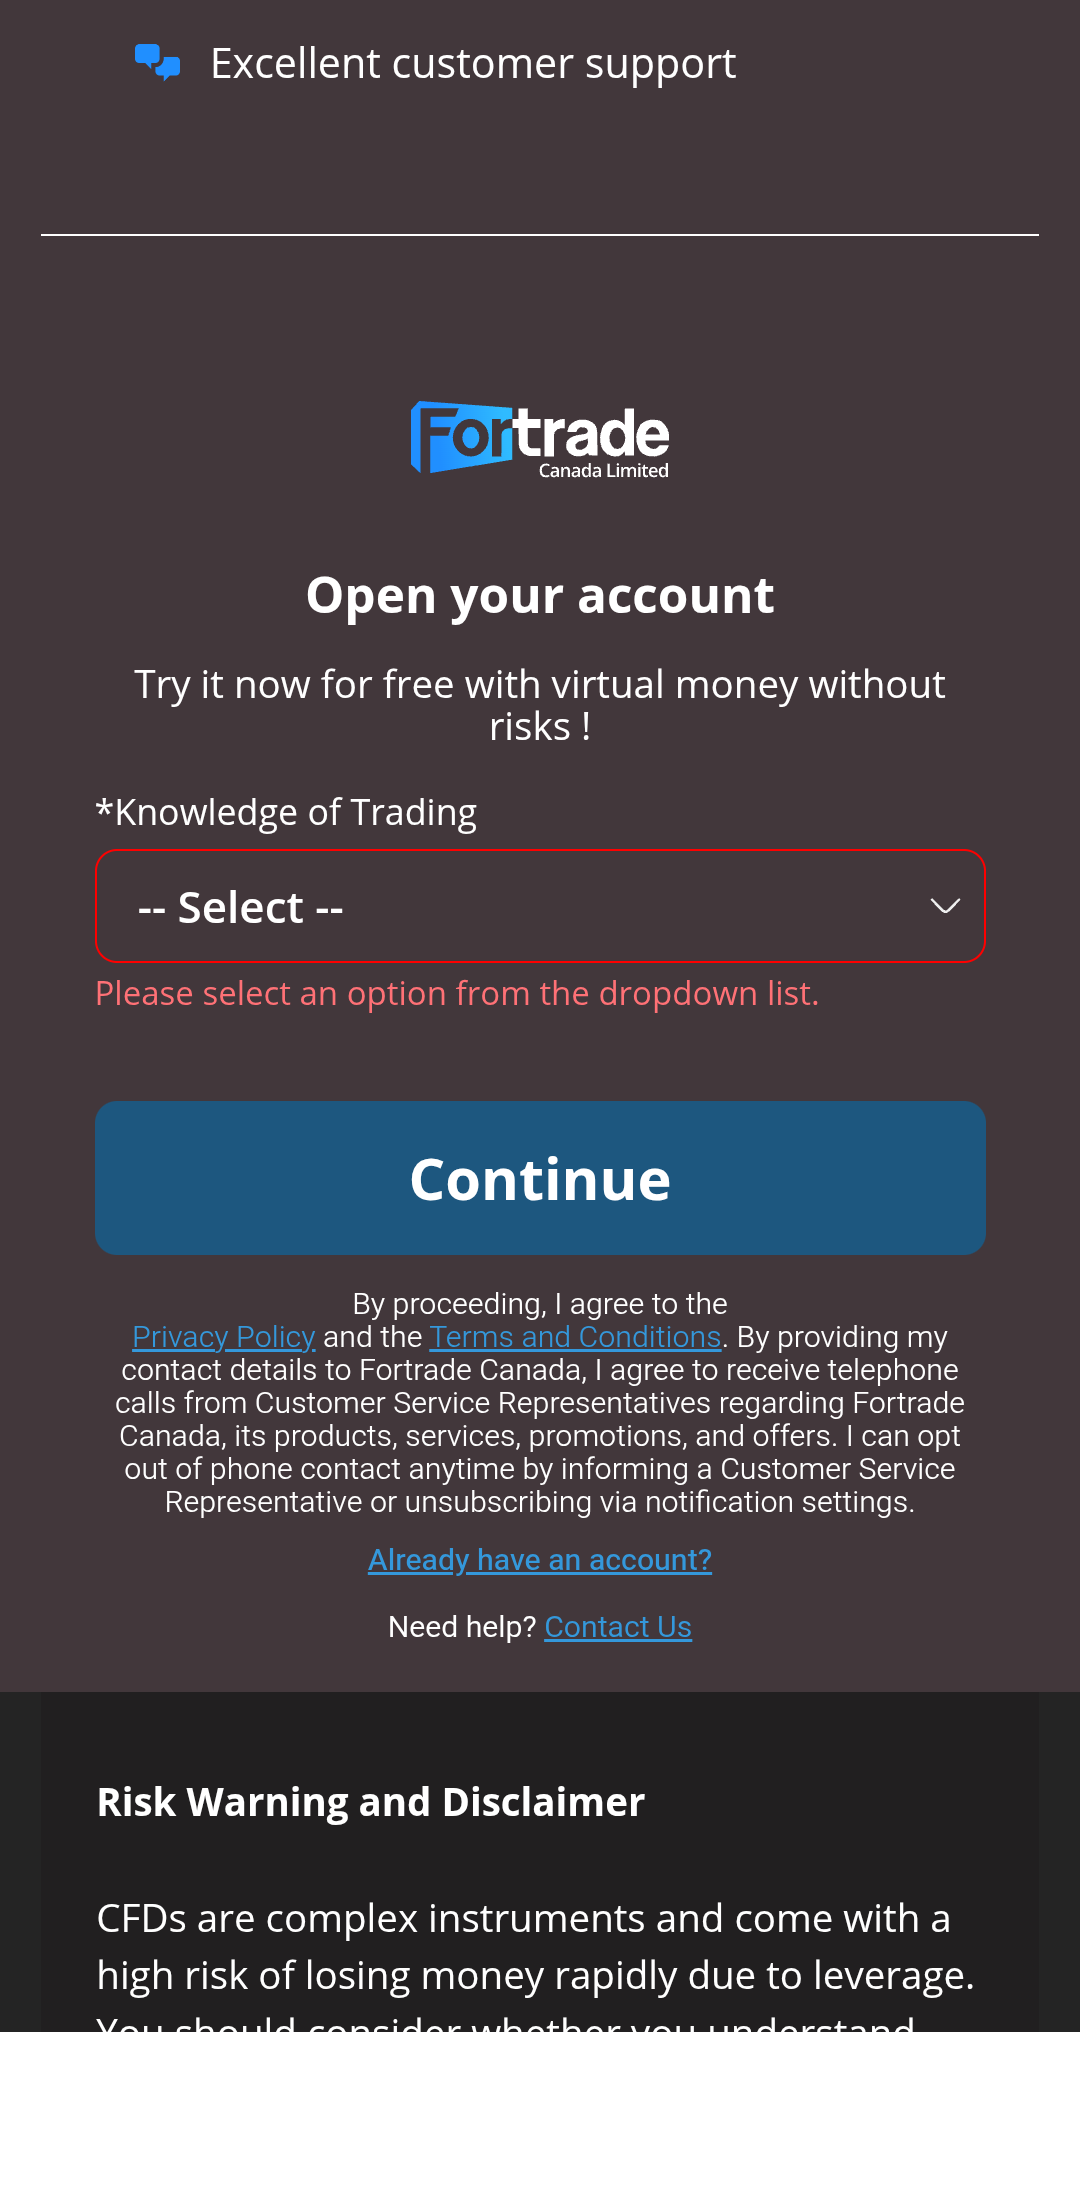 Excellent customer support
Fortrade
Canada Limited
Open your account
Try it now for free with virtual money without
risks !
*Knowledge of Trading
-- Select --
Please select an option from the dropdown list.
Continue
By proceeding, I agree to the
Privacy Policy and the Terms and Conditions. By providing my
contact details to Fortrade Canada, I agree to receive telephone
calls from Customer Service Representatives regarding Fortrade
Canada, its products, services, promotions, and offers. I can opt
out of phone contact anytime by informing a Customer Service
Representative or unsubscribing via notification settings.
Already have an account?
Need help? Contact Us
Risk Warning and Disclaimer
CFDs are complex instruments and come with a
high risk of losing money rapidly due to leverage.
You should consider whether you understand